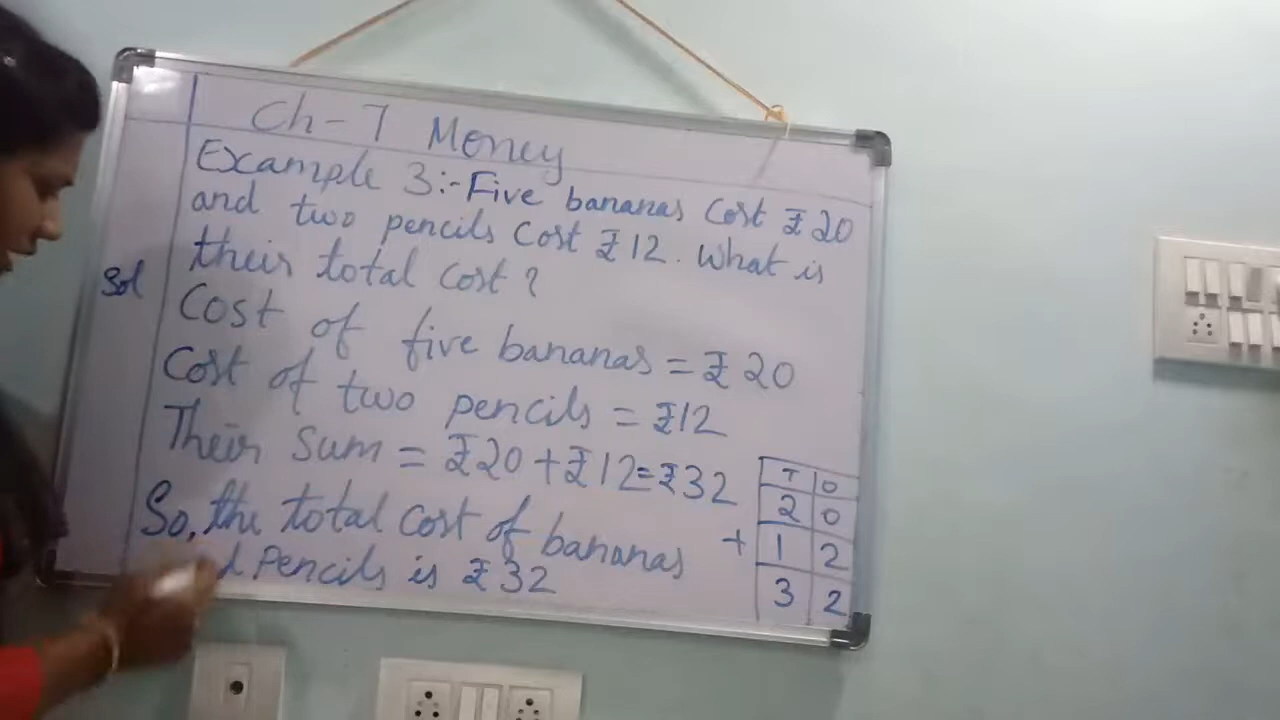 Ch-7 Money
Example 3:- Five bananas Cost ₹20
and two pencils Cost ₹12. What is
their total Cost?
Sol
Cost of five bananas = ₹20
Cost of two pencils = ₹12
Their Sum = ₹20+₹12=₹32
So, the total Cost of bananas
Pencils is ₹32
T O
2 0
+ 1 2
3 2